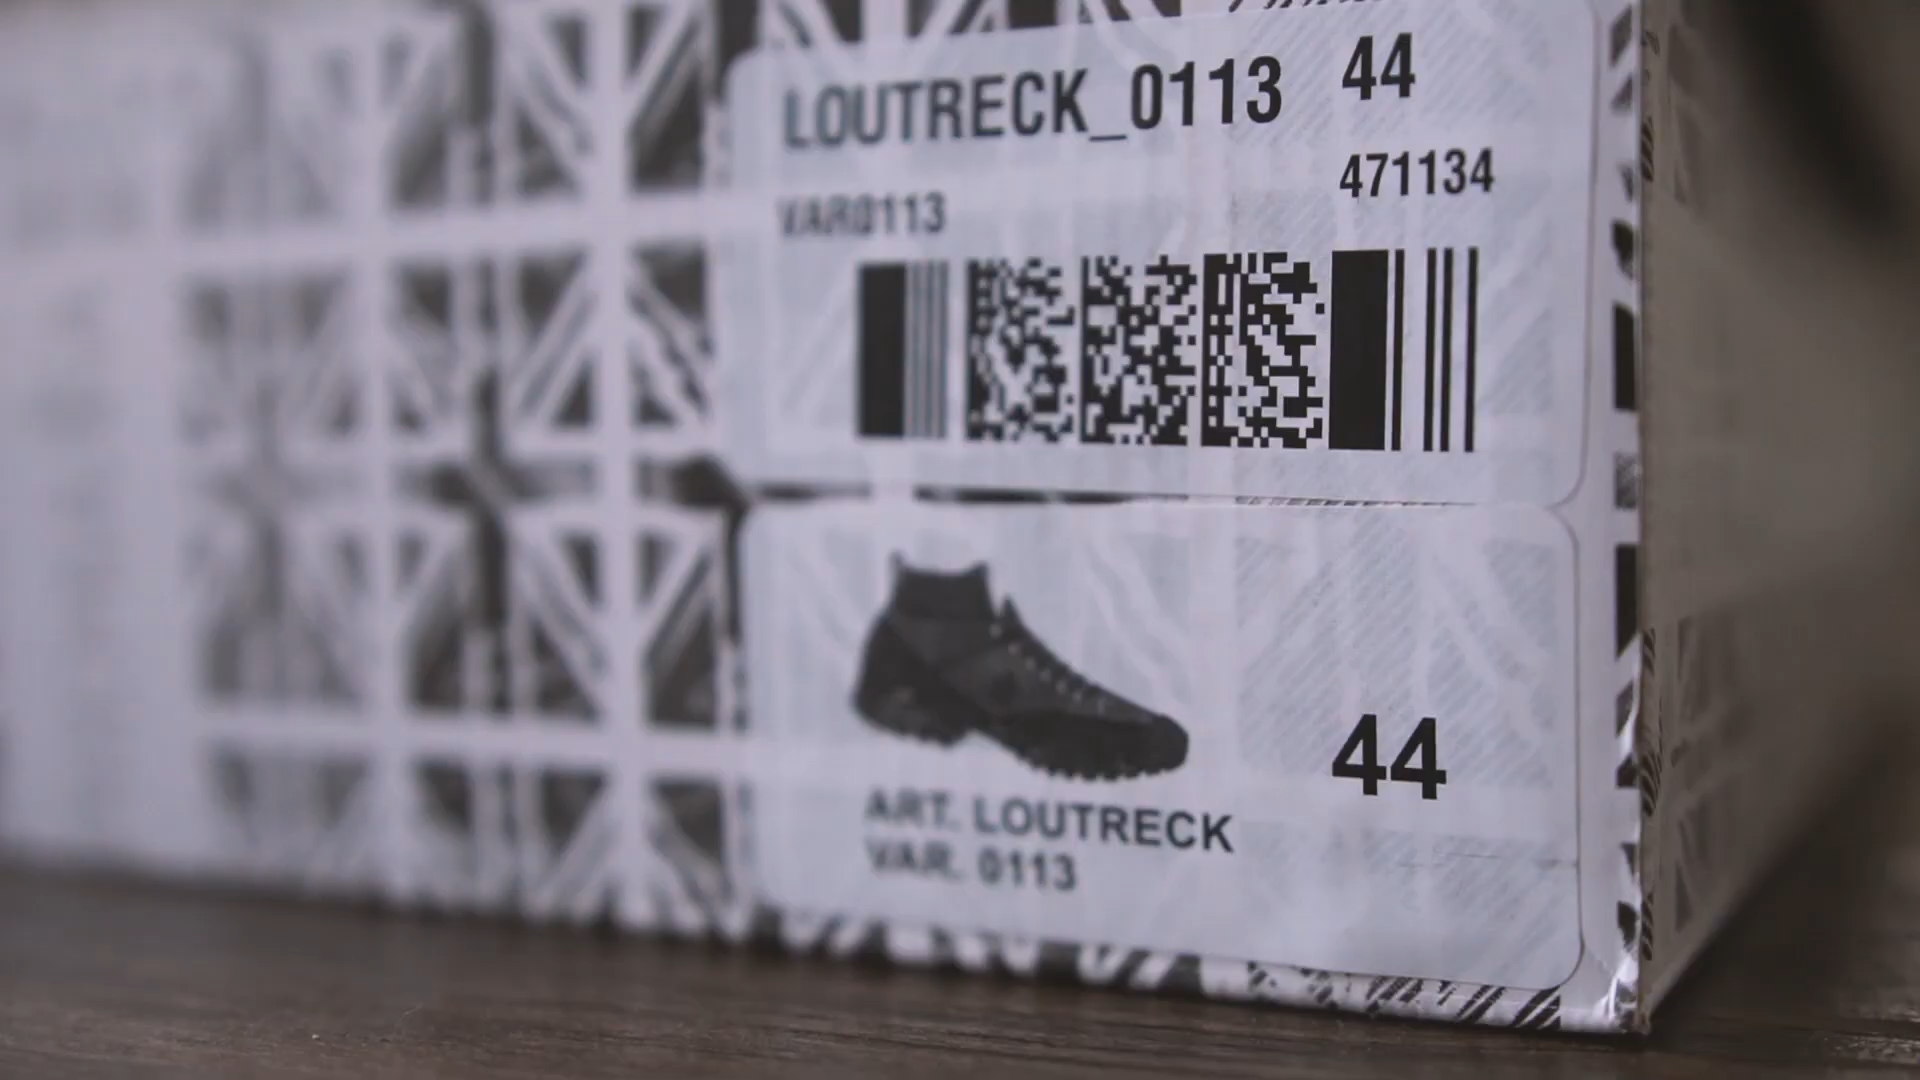 LOUTRECK_0113 44
471134
VAR0113
ART. LOUTRECK
VAR. 0113
44